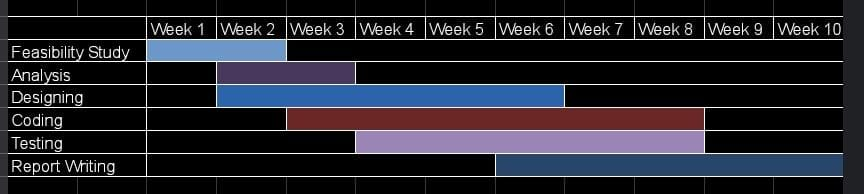 Week 1 Week 2 Week 3 Week 4 Week 5 Week 6 Week 7 Week 8 Week 9 Week 10
Feasibility Study
Analysis
Designing
Coding
Testing
Report Writing